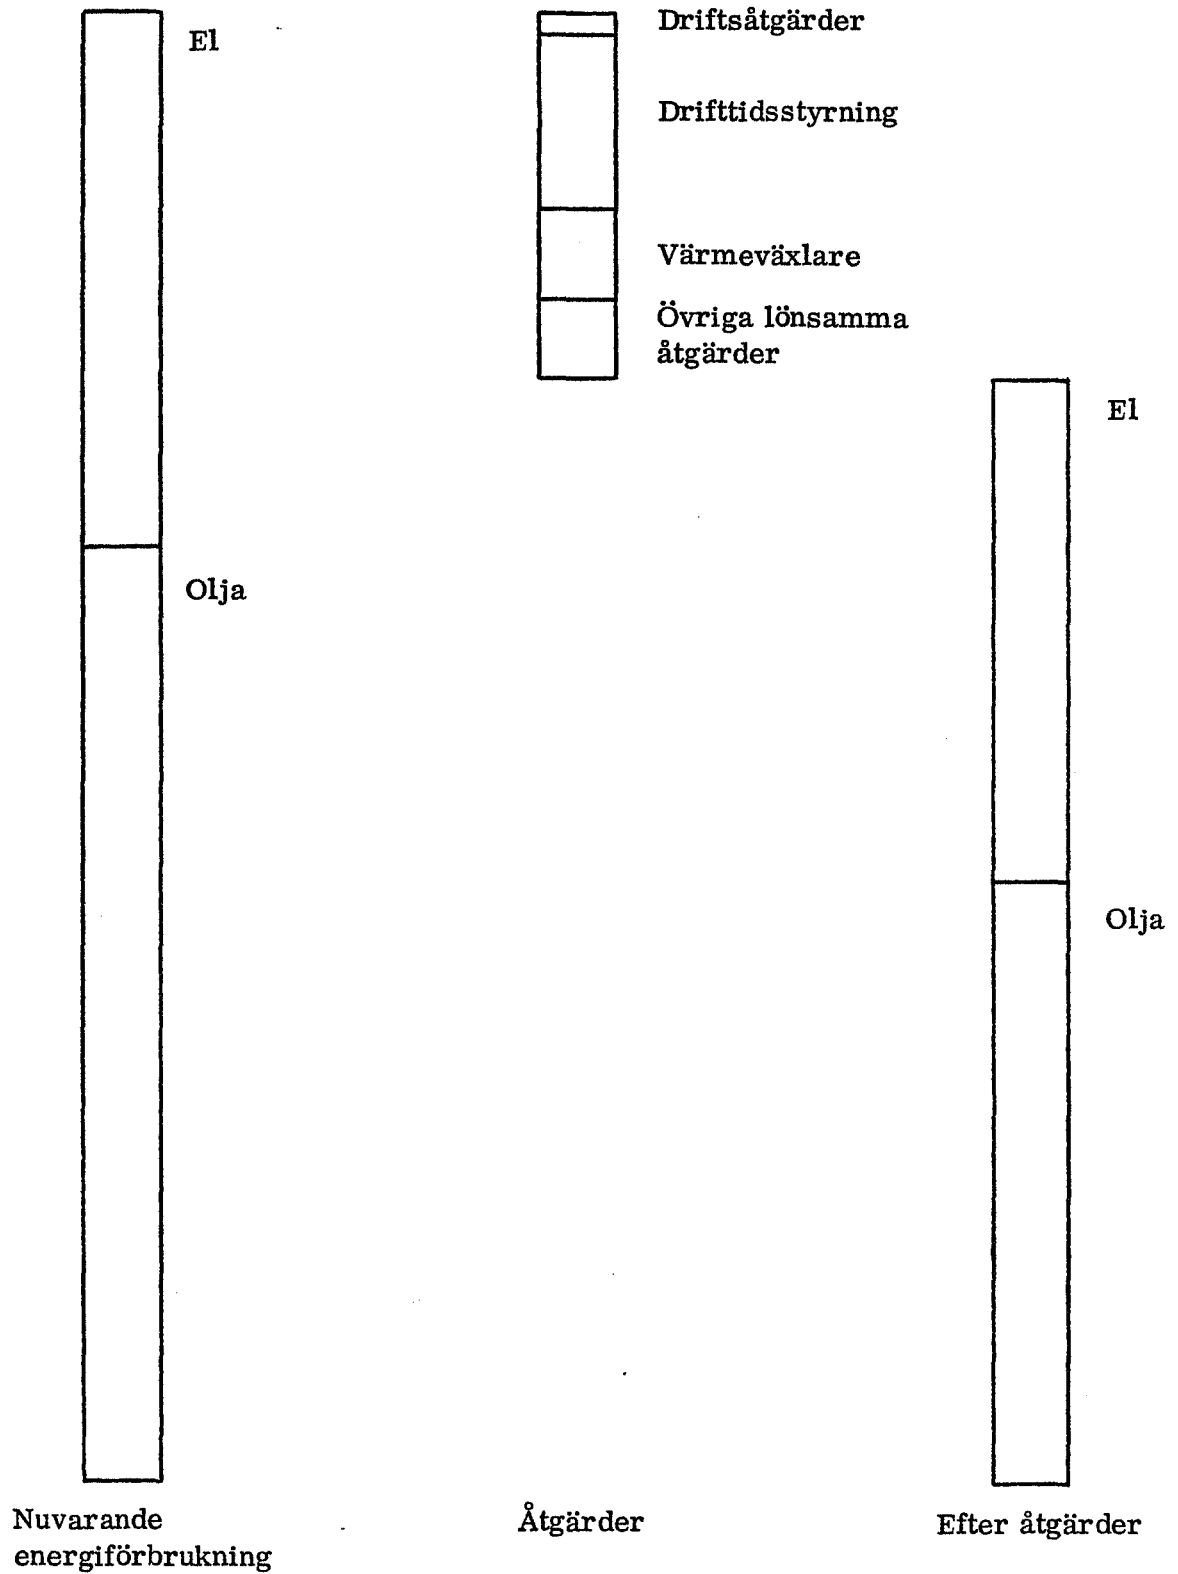 El
Olja
Nuvarande
energiförbrukning
Driftsåtgärder
Drifttidsstyrning
Värmeväxlare
Övriga lönsamma
åtgärder
Åtgärder
El
Olja
Efter åtgärder